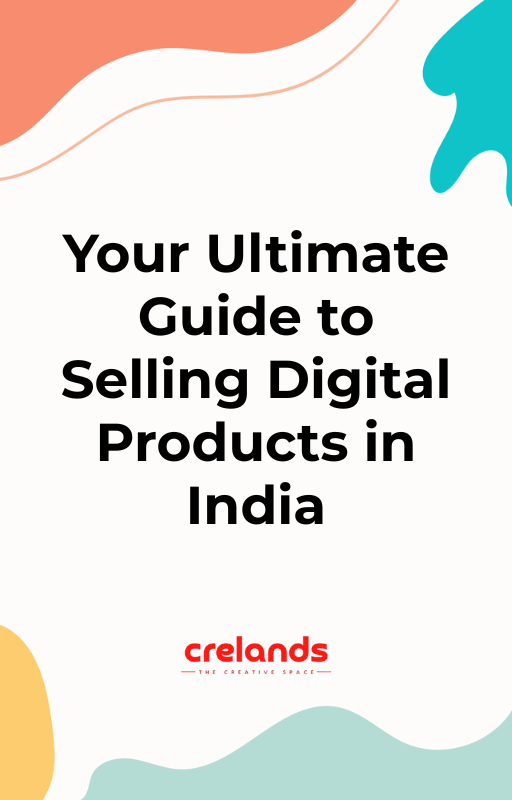 Your Ultimate
Guide to
Selling Digital
Products in
India
crelands
THE CREATIVE SPACE